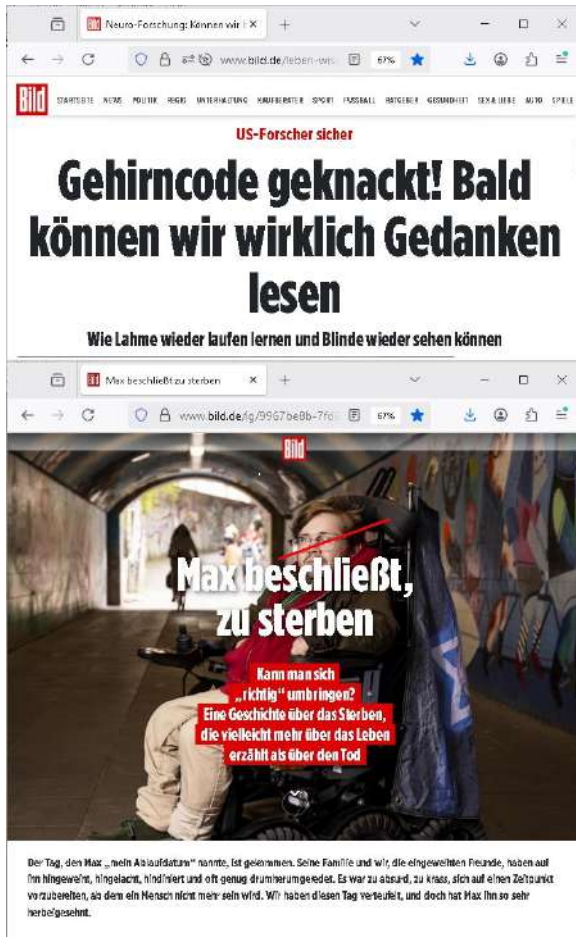 Neuro-Forschung: Können wir
www.bild.de/leben-wis
67%
Bild
STARTSEITE NEWS POLITIK REGIO UNTERHALTUNG KAUFBERATER SPORT FUSSBALL RATGEBER GESUNDHEIT SEX & LIEBE AUTO SPIELE
US-Forscher sicher
Gehirncode geknackt! Bald
können wir wirklich Gedanken
lesen
Wie Lahme wieder laufen lernen und Blinde wieder sehen können
Max beschließt zu sterben
www.bild.de/lg/9967be8b-7fd
67%
Bild
Max beschließt,
zu sterben
Kann man sich
„richtig“ umbringen?
Eine Geschichte über das Sterben,
die vielleicht mehr über das Leben
erzählt als über den Tod
Der Tag, den Max „mein Ablaufdatum“ nannte, ist gekommen. Seine Familie und wir, die eingeweihten Freunde, haben auf
ihn hingeweint, hingelacht, hindiniert und oft genug drumherumgeredet. Es war zu absurd, zu krass, sich auf einen Zeitpunkt
vorzubereiten, ab dem ein Mensch nicht mehr sein wird. Wir haben diesen Tag verteufelt, und doch hat Max ihn so sehr
herbeigesehnt.